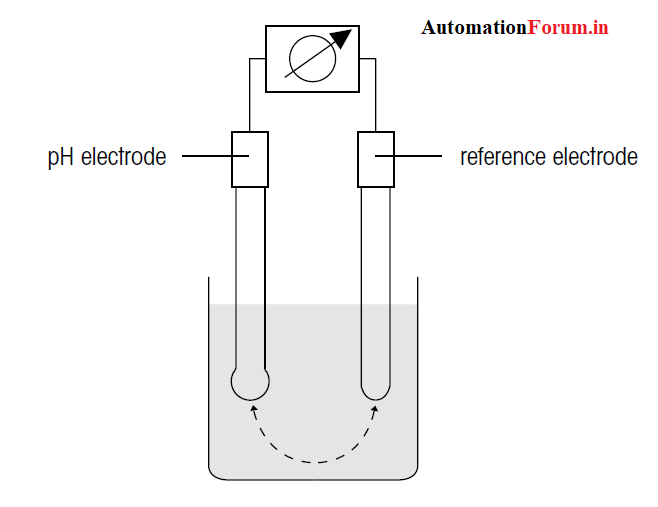 AutomationForum.in
pH electrode
reference electrode